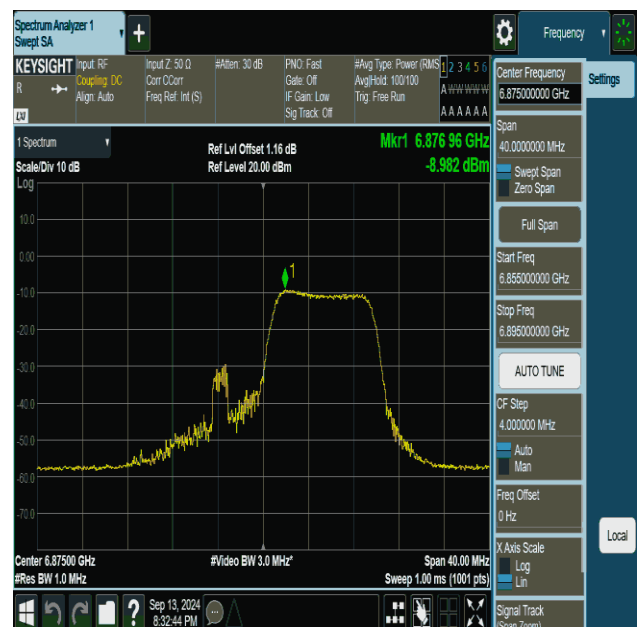 Spectrum Analyzer 1
Swept SA
Frequency
KEYSIGHT
R
LXI
Input: RF
Coupling: DC
Align: Auto
Input Z: 50 Ω
Corr CCorr
Freq Ref: Int (S)
#Atten: 30 dB
PNO: Fast
Gate: Off
IF Gain: Low
Sig Track: Off
#Avg Type: Power (RMS
Avg|Hold: 100/100
Trig: Free Run
1 2 3 4 5 6
A W W W W W
A A A A A A
1 Spectrum
Scale/Div 10 dB
Log
Ref Lvl Offset 1.16 dB
Ref Level 20.00 dBm
Mkr1 6.876 96 GHz
-8.982 dBm
10.0
0.00
-10.0
-20.0
-30.0
-40.0
-50.0
-60.0
-70.0
1
Center 6.87500 GHz
#Res BW 1.0 MHz
#Video BW 3.0 MHz*
Span 40.00 MHz
Sweep 1.00 ms (1001 pts)
Sep 13, 2024
8:32:44 PM
Center Frequency
6.875000000 GHz
Settings
Span
40.0000000 MHz
Swept Span
Zero Span
Full Span
Start Freq
6.855000000 GHz
Stop Freq
6.895000000 GHz
AUTO TUNE
CF Step
4.000000 MHz
Auto
Man
Freq Offset
0 Hz
Local
X Axis Scale
Log
Lin
Signal Track
(Span Zoom)